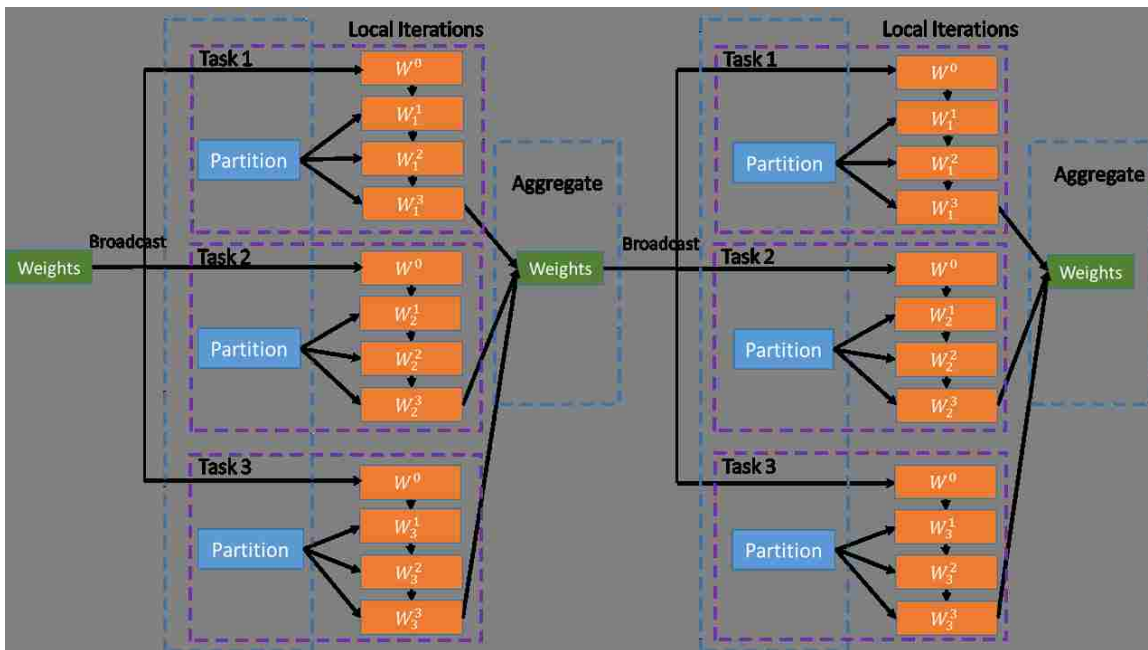 Local Iterations
Task 1
W^0
W_1^1
Partition
W_1^2
W_1^3
Aggregate
Broadcast
Weights
Task 2
W^0
W_2^1
Partition
W_2^2
W_2^3
Weights
Task 3
W^0
W_3^1
Partition
W_3^2
W_3^3
Local Iterations
Task 1
W^0
W_1^1
Partition
W_1^2
W_1^3
Aggregate
Broadcast
Task 2
W^0
W_2^1
Partition
W_2^2
W_2^3
Weights
Task 3
W^0
W_3^1
Partition
W_3^2
W_3^3